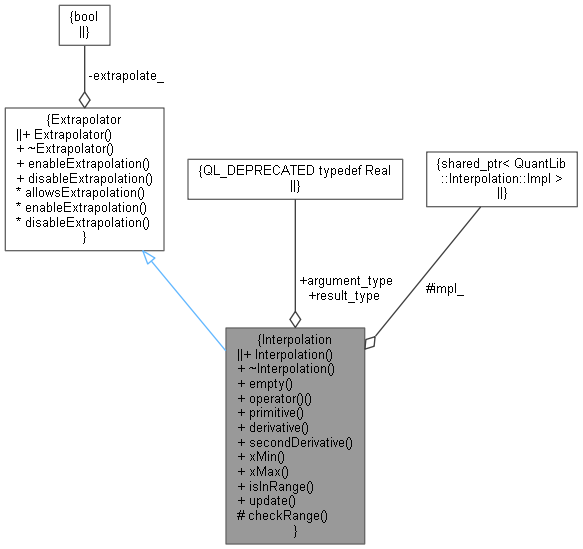 {bool
||}
-extrapolate_
{Extrapolator
||+ Extrapolator()
+ ~Extrapolator()
+ enableExtrapolation()
+ disableExtrapolation()
* allowsExtrapolation()
* enableExtrapolation()
* disableExtrapolation()
}
{QL_DEPRECATED typedef Real
||}
{shared_ptr< QuantLib
::Interpolation::Impl >
||}
+argument_type
+result_type
#impl_
{Interpolation
||+ Interpolation()
+ ~Interpolation()
+ empty()
+ operator()()
+ primitive()
+ derivative()
+ secondDerivative()
+ xMin()
+ xMax()
+ isInRange()
+ update()
# checkRange()
}